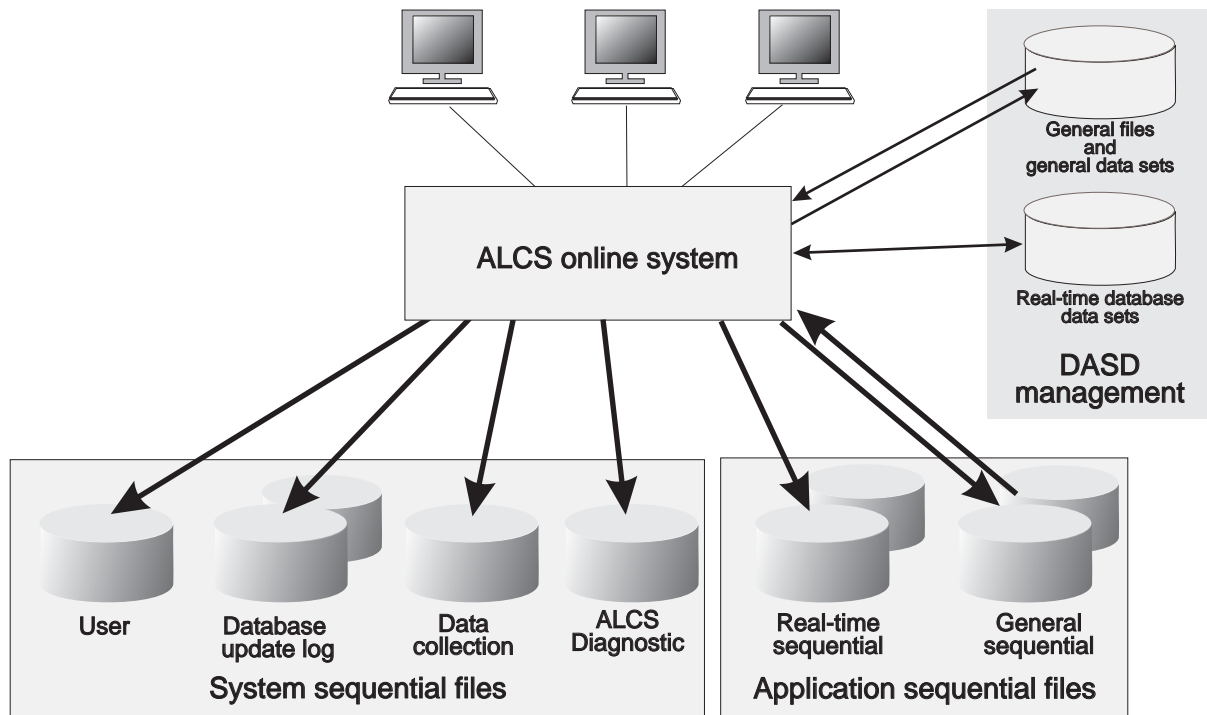 General files
and
general data sets
ALCS online system
Real-time database
data sets
DASD
management
User
Database
update log
Data
collection
ALCS
Diagnostic
System sequential files
Real-time
sequential
General
sequential
Application sequential files